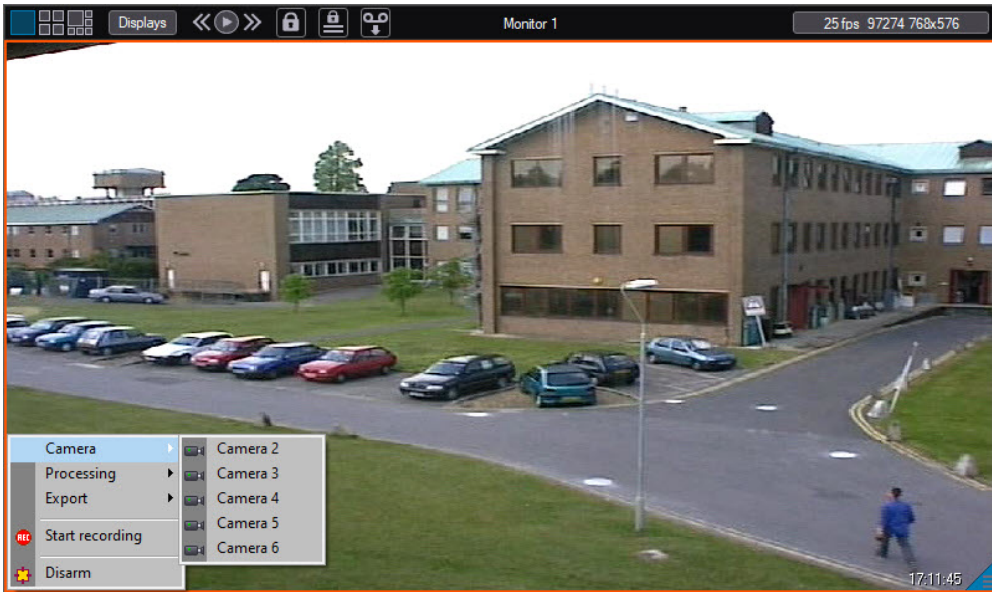 Displays
Monitor 1
25 fps 97274 768x576
Camera
Processing
Export
Start recording
Disarm
Camera 2
Camera 3
Camera 4
Camera 5
Camera 6
REC
17:11:45